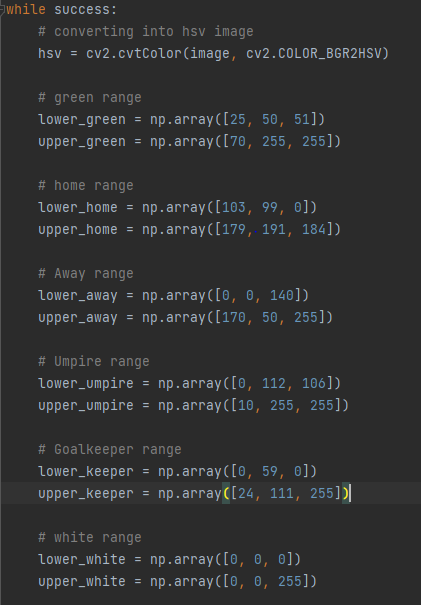 while success:
# converting into hsv image
hsv = cv2.cvtColor(image, cv2.COLOR_BGR2HSV)
# green range
lower_green = np.array([25, 50, 51])
upper_green = np.array([70, 255, 255])
# home range
lower_home = np.array([103, 99, 0])
upper_home = np.array([179, 191, 184])
# Away range
lower_away = np.array([0, 0, 140])
upper_away = np.array([170, 50, 255])
# Umpire range
lower_umpire = np.array([0, 112, 106])
upper_umpire = np.array([10, 255, 255])
# Goalkeeper range
lower_keeper = np.array([0, 59, 0])
upper_keeper = np.array([24, 111, 255])
# white range
lower_white = np.array([0, 0, 0])
upper_white = np.array([0, 0, 255])